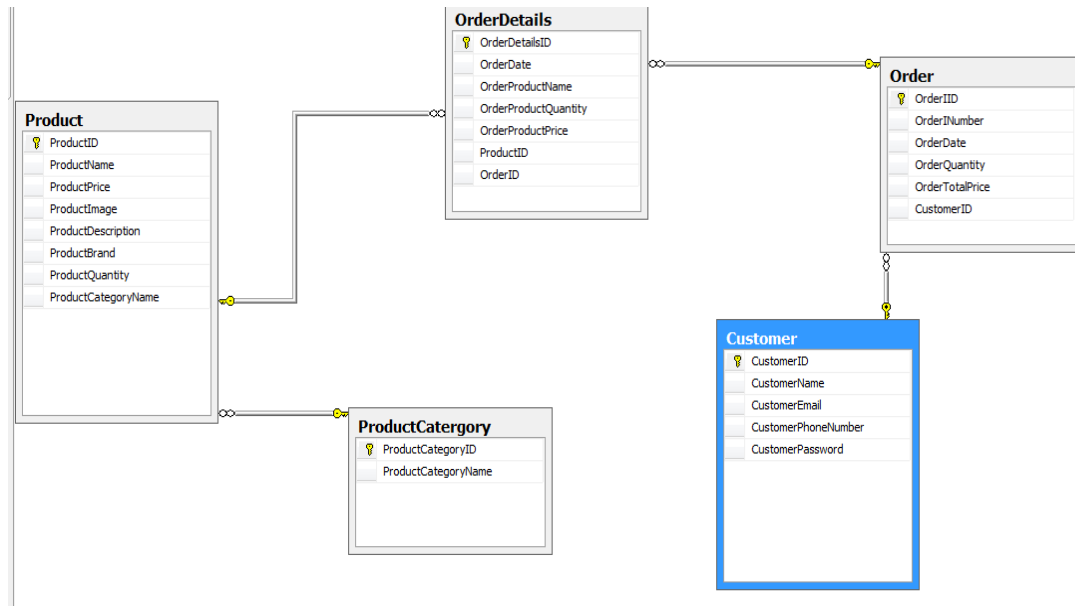 OrderDetails
OrderDetailsID
OrderDate
OrderProductName
OrderProductQuantity
OrderProductPrice
ProductID
OrderID
Order
OrderIID
OrderINumber
OrderDate
OrderQuantity
OrderTotalPrice
CustomerID
Product
ProductID
ProductName
ProductPrice
ProductImage
ProductDescription
ProductBrand
ProductQuantity
ProductCategoryName
Customer
CustomerID
CustomerName
CustomerEmail
CustomerPhoneNumber
CustomerPassword
ProductCatergory
ProductCategoryID
ProductCategoryName